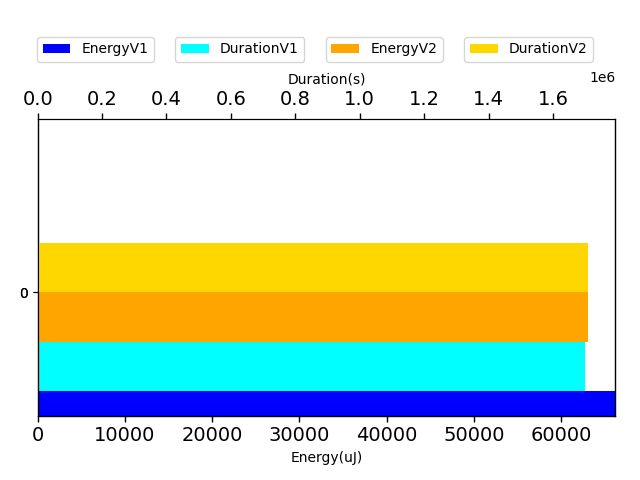 EnergyV1 DurationV1 EnergyV2 DurationV2
Duration(s) 1e6
0.0 0.2 0.4 0.6 0.8 1.0 1.2 1.4 1.6
0
0 10000 20000 30000 40000 50000 60000
Energy(uJ)